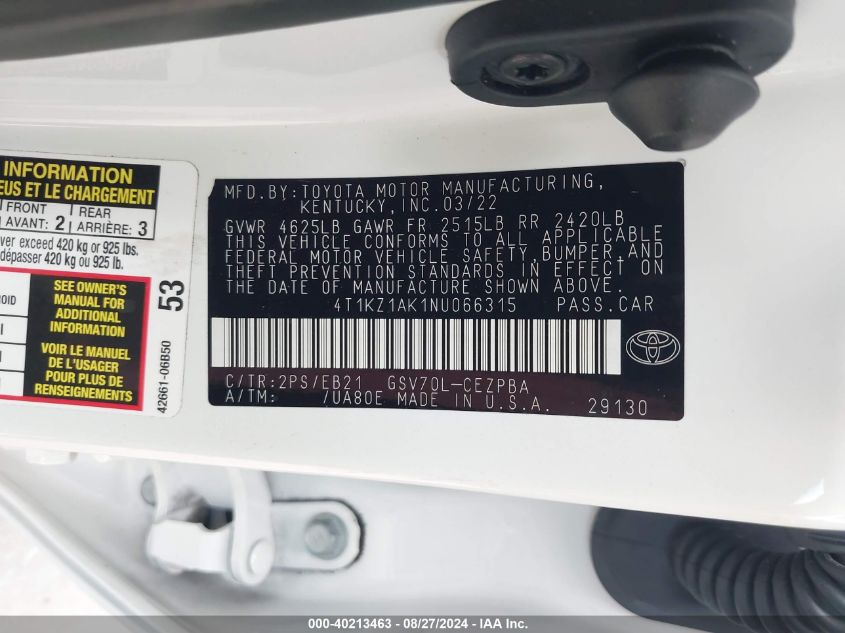 INFORMATION
EUS ET LE CHARGEMENT
FRONT
AVANT: 2
REAR
ARRIÈRE: 3
ver exceed 420 kg or 925 lbs.
dépasser 420 kg ou 925 lb.
SEE OWNER'S
MANUAL FOR
ADDITIONAL
INFORMATION
VOIR LE MANUEL
DE L'USAGER
POUR PLUS DE
RENSEIGNEMENTS
53
42661-06B50
MFD.BY:TOYOTA MOTOR MANUFACTURING,
KENTUCKY, INC.03/22
GVWR 4625LB GAWR FR 2515LB RR 2420LB
THIS VEHICLE CONFORMS TO ALL APPLICABLE
FEDERAL MOTOR VEHICLE SAFETY,BUMPER,AND
THEFT PREVENTION STANDARDS IN EFFECT ON
THE DATE OF MANUFACTURE SHOWN ABOVE.
4T1KZ1AK1NU066315 PASS.CAR
C/TR:2PS/EB21 GSV70L-CEZPBA
A/TM: /UA80E MADE IN U.S.A. 29130
000-40213463 - 08/27/2024 - IAA Inc.